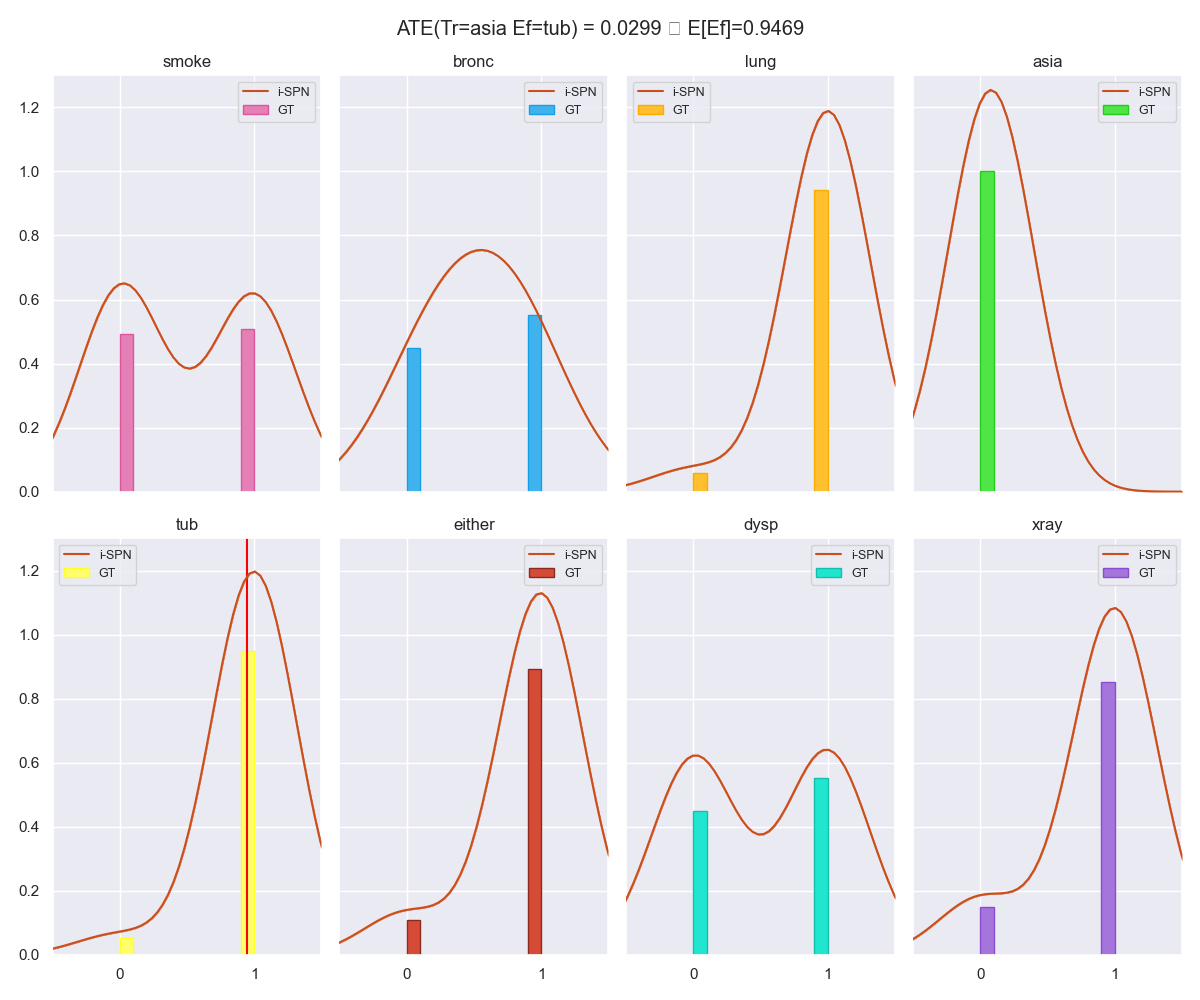 ATE(Tr=asia Ef=tub) = 0.0299 ▯ E[Ef]=0.9469
smoke
bronc
lung
asia
i-SPN
GT
i-SPN
GT
i-SPN
GT
i-SPN
GT
1.2
1.0
0.8
0.6
0.4
0.2
0.0
tub
either
dysp
xray
i-SPN
GT
i-SPN
GT
i-SPN
GT
i-SPN
GT
1.2
1.0
0.8
0.6
0.4
0.2
0.0
0 1 0 1 0 1 0 1